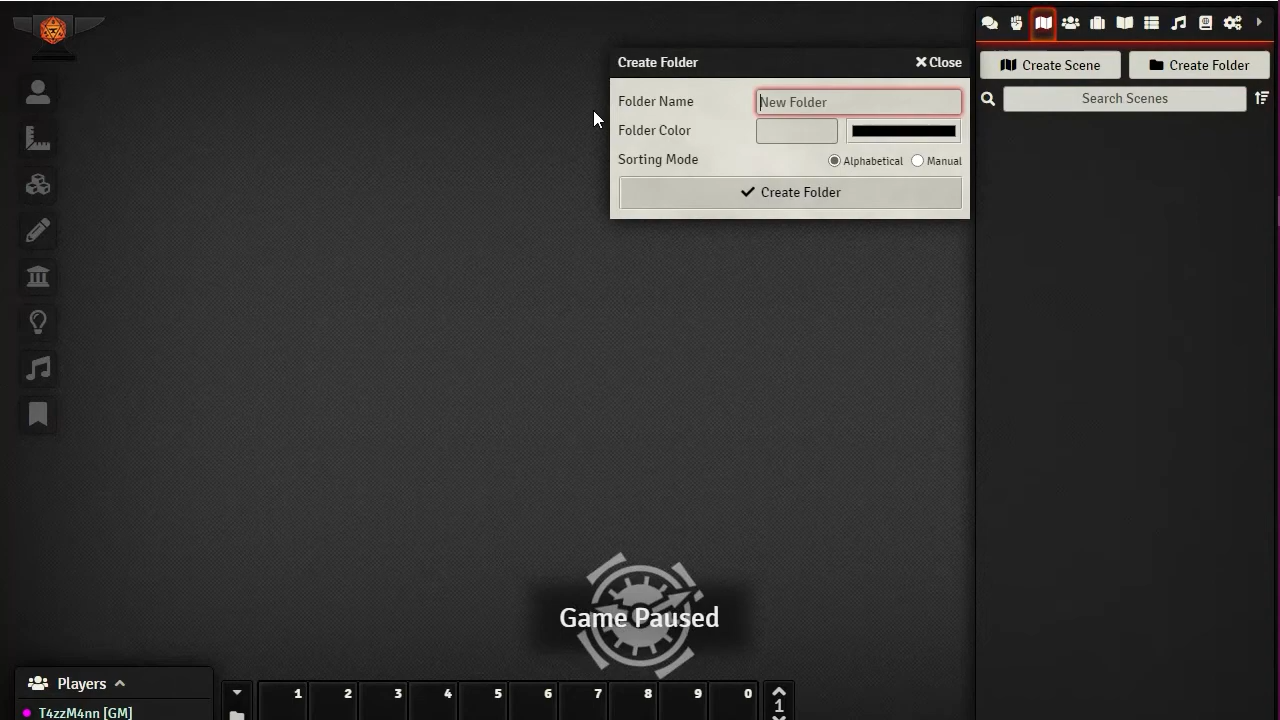 Create Folder
Close
Folder Name
New Folder
Folder Color
Sorting Mode
Alphabetical
Manual
Create Folder
Create Scene
Create Folder
Search Scenes
Game Paused
Players
T4zzM4nn [GM]
1 2 3 4 5 6 7 8 9 0
1